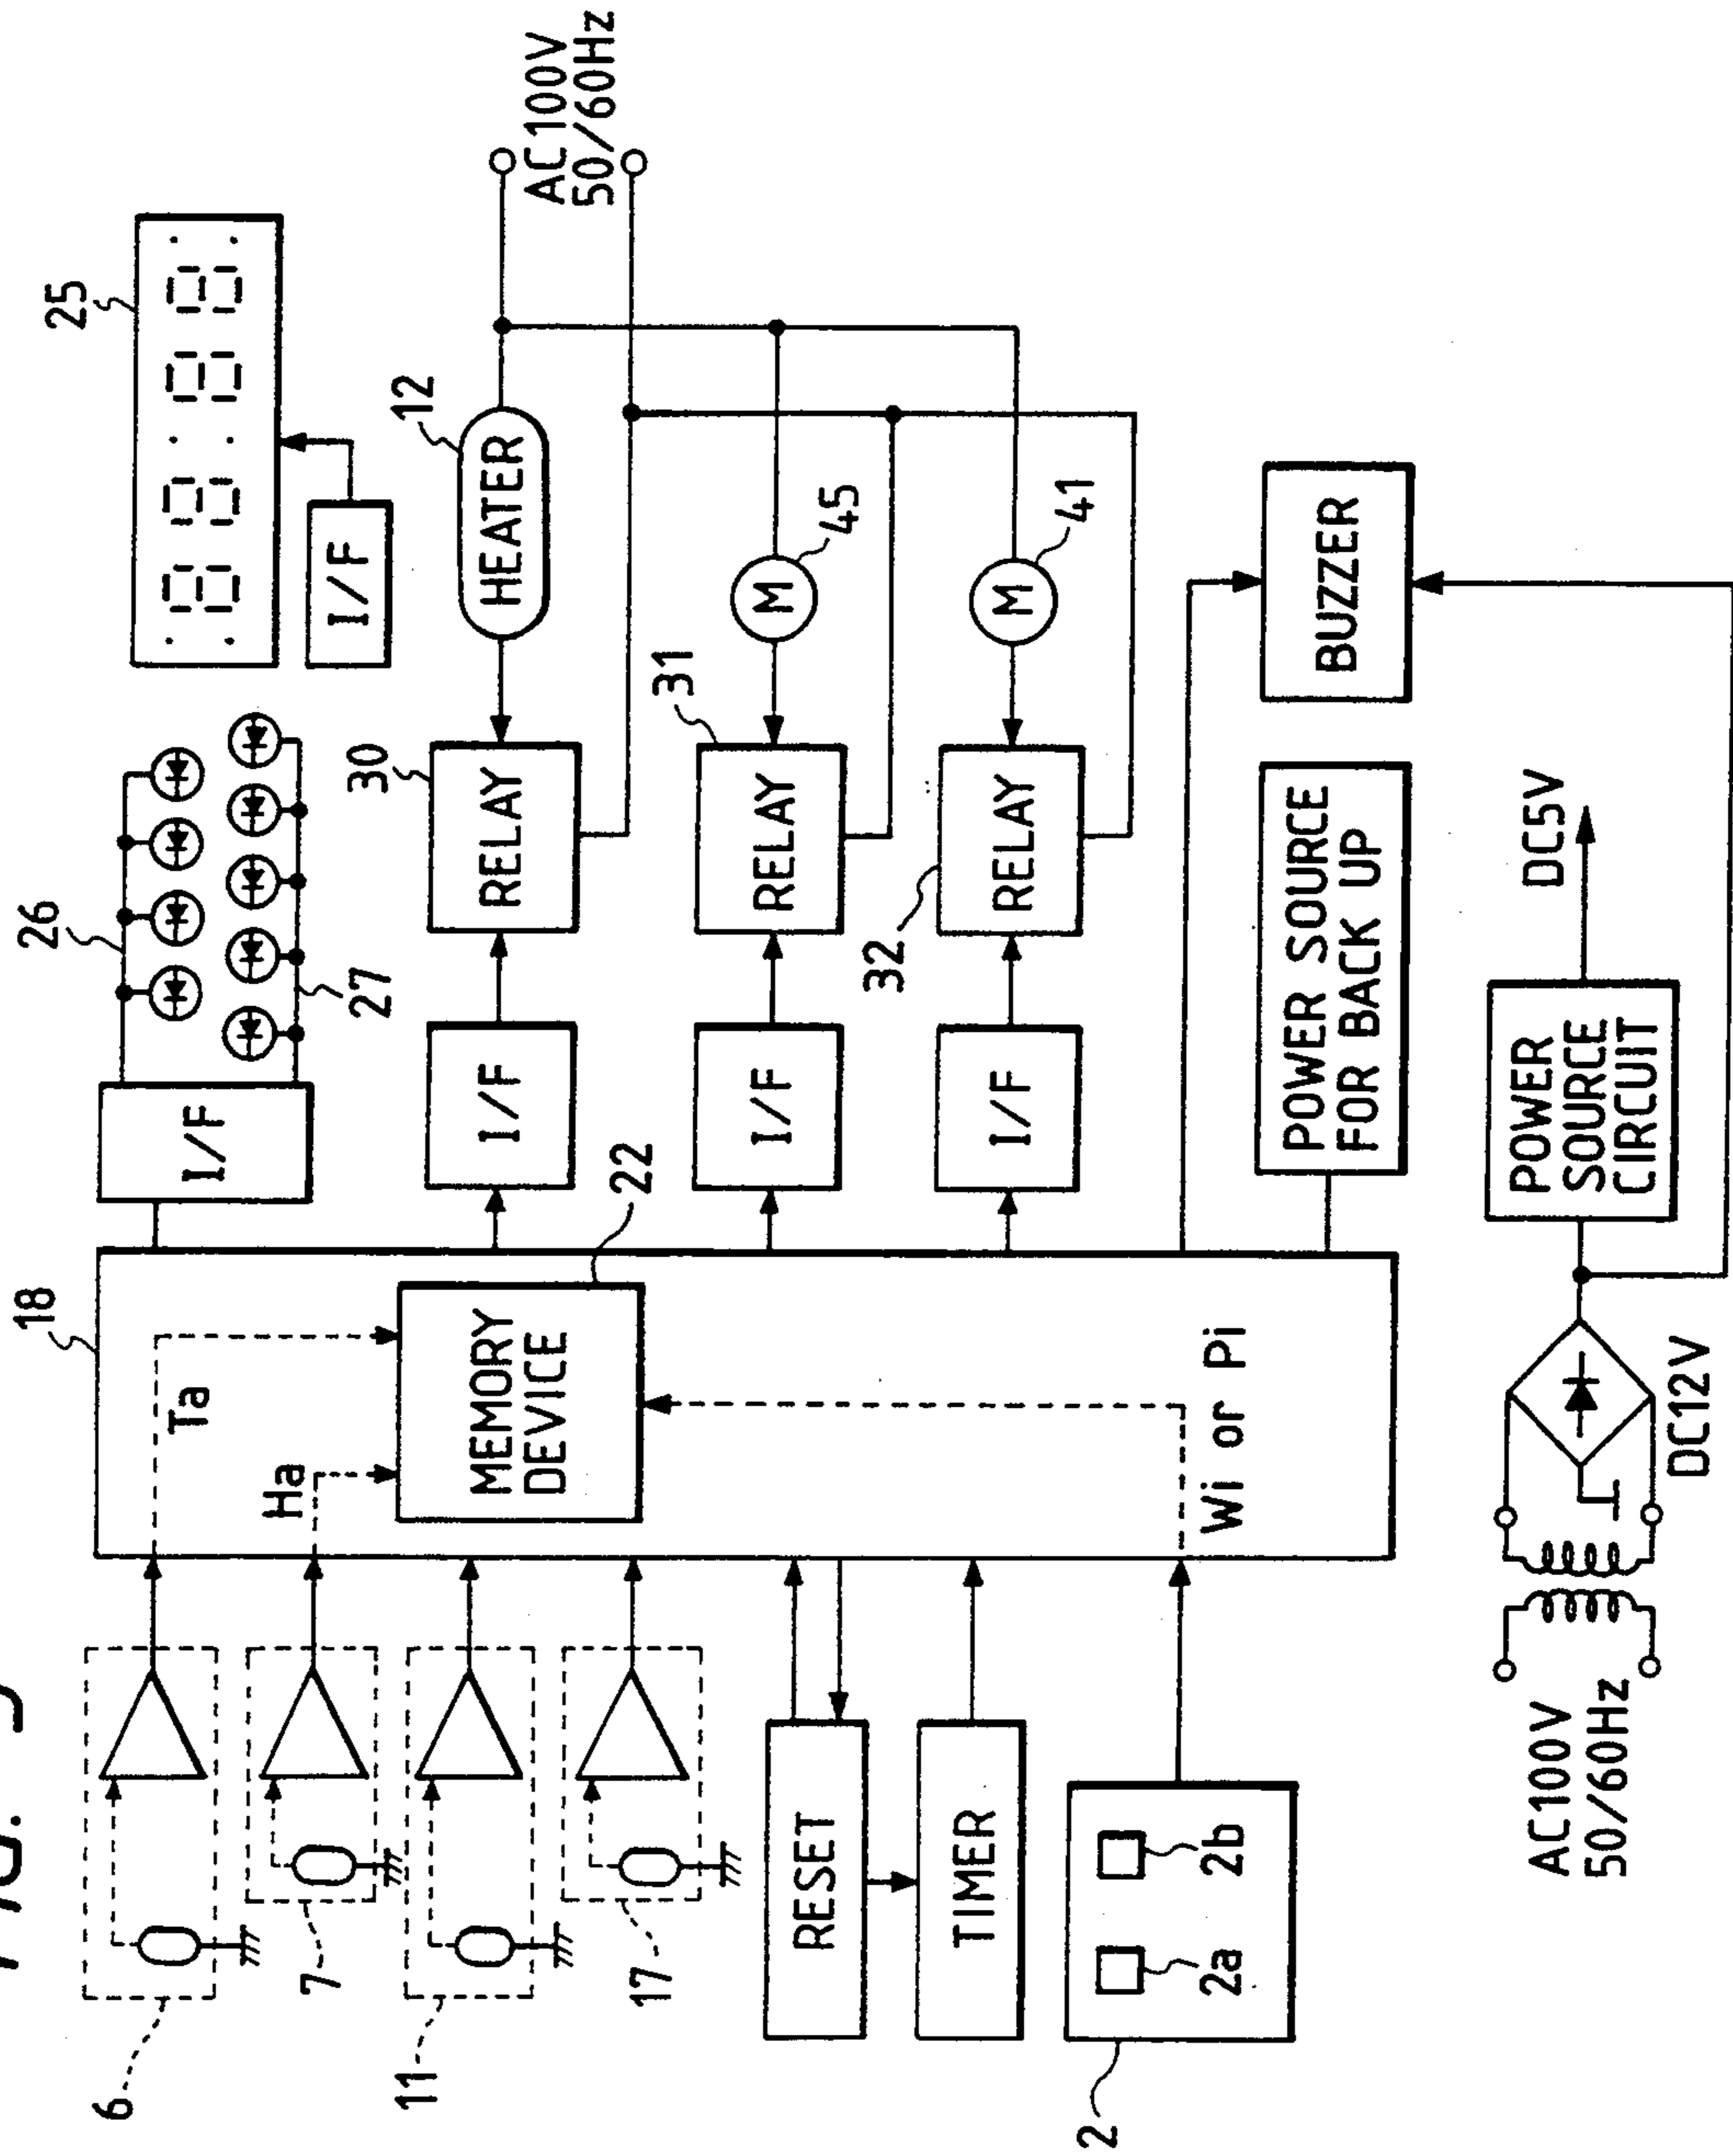 25
26
27
I/F
I/F
18
Ta
Ha
MEMORY
DEVICE
22
Wi or Pi
6
7
11
17
RESET
TIMER
2
2a
2b
I/F
30
RELAY
12
HEATER
AC100V
50/60Hz
I/F
31
RELAY
M
45
I/F
32
RELAY
M
41
BUZZER
POWER SOURCE
FOR BACK UP
AC100V
50/60Hz
DC12V
POWER
SOURCE
CIRCUIT
DC5V